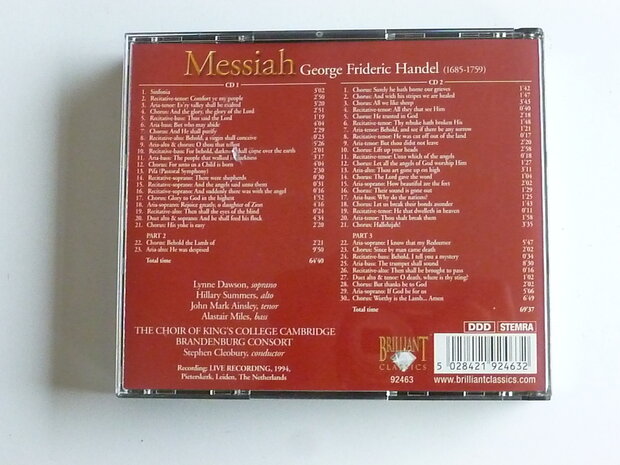 Messiah George Frideric Handel (1685-1759)
CD 1
1. Sinfonia 3'02
2. Recitative-tenor: Comfort ye my people 2'50
3. Aria-tenor: Ev'ry valley shall be exalted 3'20
4. Chorus: And the glory, the glory of the Lord 2'51
5. Recitative-bass: Thus said the Lord 1'19
6. Aria-bass: But who may abide 4'04
7. Chorus: And He shall purify 2'29
8. Recitative-alto: Behold, a virgin shall conceive 0'23
9. Aria-alto & chorus: O thou that tellest 5'26
10. Recitative-bass: For behold, darkness shall cover the earth 2'01
11. Aria-bass: The people that walked in darkness 3'17
12. Chorus: For unto us a Child is born 4'04
13. Pifa (Pastoral Symphony) 2'30
14. Recitative-soprano: There were shepherds 0'30
15. Recitative-soprano: And the angels said unto them 0'31
16. Recitative-soprano: And suddenly there was with the angel 0'16
17. Chorus: Glory to God in the highest 1'52
18. Aria-soprano: Rejoice greatly, o daughter of Zion 4'16
19. Recitative-alto: Then shall the eyes of the blind 0'24
20. Duet alto & soprano: And he shall feed his flock 4'34
21. Chorus: His yoke is easy 2'20
PART 2
22. Chorus: Behold the Lamb of 2'21
23. Aria-alto: He was despised 9'50
Total time 64'40
Lynne Dawson, soprano
Hillary Summers, alto
John Mark Ainsley, tenor
Alastair Miles, bass
THE CHOIR OF KING'S COLLEGE CAMBRIDGE
BRANDENBURG CONSORT
Stephen Cleobury, conductor
Recording: LIVE RECORDING, 1994,
Pieterskerk, Leiden, The Netherlands
CD 2
1. Chorus: Surely he hath borne our grieves 1'42
2. Chorus: And with his stripes we are healed 1'47
3. Chorus: All we like sheep 3'45
4. Recitative-tenor: All they that see Him 0'40
5. Chorus: He trusted in God 2'18
6. Recitative-tenor: Thy rebuke hath broken His 1'48
7. Aria-tenor: Behold, and see if there be any sorrow 1'21
8. Recitative-tenor: He was cut off out of the land 0'17
9. Aria-tenor: But thou didst not leave 2'20
10. Chorus: Lift up your heads 2'58
11. Recitative-tenor: Unto which of the angels 0'18
12. Chorus: Let all the angels of God worship Him 1'27
13. Aria-alto: Thou art gone up on high 3'11
14. Chorus: The Lord gave the word 1'04
15. Aria-soprano: How beautiful are the feet 2'02
16. Chorus: Their sound is gone out 1'29
17. Aria-bass: Why do the nations? 1'25
18. Chorus: Let us break their bonds asunder 1'43
19. Recitative-tenor: He that dwelleth in heaven 0'11
20. Aria-tenor: Thou shalt break them 1'58
21. Chorus: Hallelujah! 3'35
PART 3
22. Aria-soprano: I know that my Redeemer 5'47
23. Chorus: Since by man came death 0'02
24. Recitative-bass: Behold, I tell you a mystery 0'34
25. Aria-bass: The trumpet shall sound 8'30
26. Recitative-alto: Then shall be brought to pass 0'16
27. Duet alto & tenor: O death, where is thy sting? 1'02
28. Chorus: But thanks be to God 2'02
29. Aria-soprano: If God be for us 5'06
30. Chorus: Worthy is the Lamb... Amen 6'49
Total time 69'37
DDD STEMRA
BRILLIANT
CLASSICS
92463
5 028421 924632
www.brilliantclassics.com